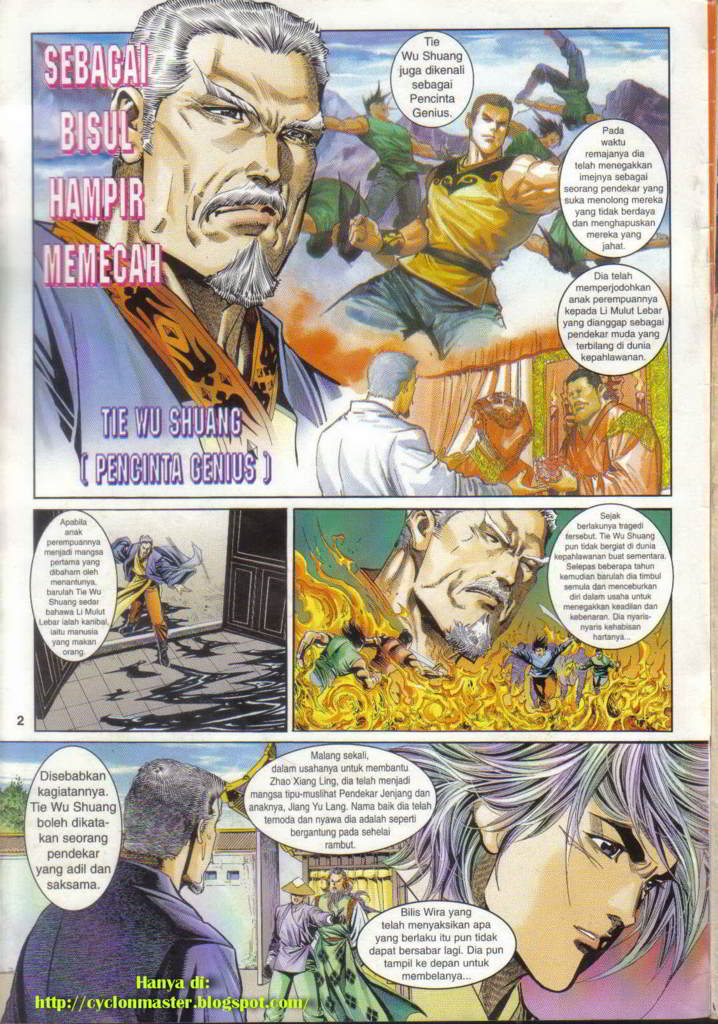 SEBAGAI
BISUL
HAMPIR
MEMECAH
Tie
Wu Shuang
juga dikenali
sebagai
Pencinta
Genius.
Pada
waktu
remajanya dia
telah menegakkan
imejnya sebagai
seorang pendekar yang
suka menolong mereka
yang tidak berdaya
dan menghapuskan
mereka yang
jahat.
Dia telah
memperjodohkan
anak perempuannya
kepada Li Mulut Lebar
yang dianggap sebagai
pendekar muda yang
terbilang di dunia
kepahlawanan.
TIE WU SHUANG
( PENCINTA GENIUS )
Apabila
anak
perempuannya
menjadi mangsa
pertama yang
dibaham oleh
menantunya,
barulah Tie Wu
Shuang sedar
bahawa Li Mulut
Lebar ialah kanibal,
iaitu manusia
yang makan
orang.
Sejak
berlakunya tragedi
tersebut. Tie Wu Shuang
pun tidak bergiat di dunia
kepahlawanan buat sementara.
Selepas beberapa tahun
kemudian barulah dia timbul
semula dan menceburkan
diri dalam usaha untuk
menegakkan keadilan dan
kebenaran. Dia nyaris-
nyaris kehabisan
hartanya...
2
Disebabkan
kagiatannya.
Tie Wu Shuang
boleh dikata-
kan seorang
pendekar
yang adil dan
saksama.
Malang sekali,
dalam usahanya untuk membantu
Zhao Xiang Ling, dia telah menjadi
mangsa tipu-muslihat Pendekar Jenjang dan
anaknya, Jiang Yu Lang. Nama baik dia telah
ternoda dan nyawa dia adalah seperti
bergantung pada sehelai
rambut.
Bilis Wira yang
telah menyaksikan apa
yang berlaku itu pun tidak
dapat bersabar lagi. Dia pun
tampil ke depan untuk
membelanya...
Hanya di:
http://cyclonmaster.blogspot.com/